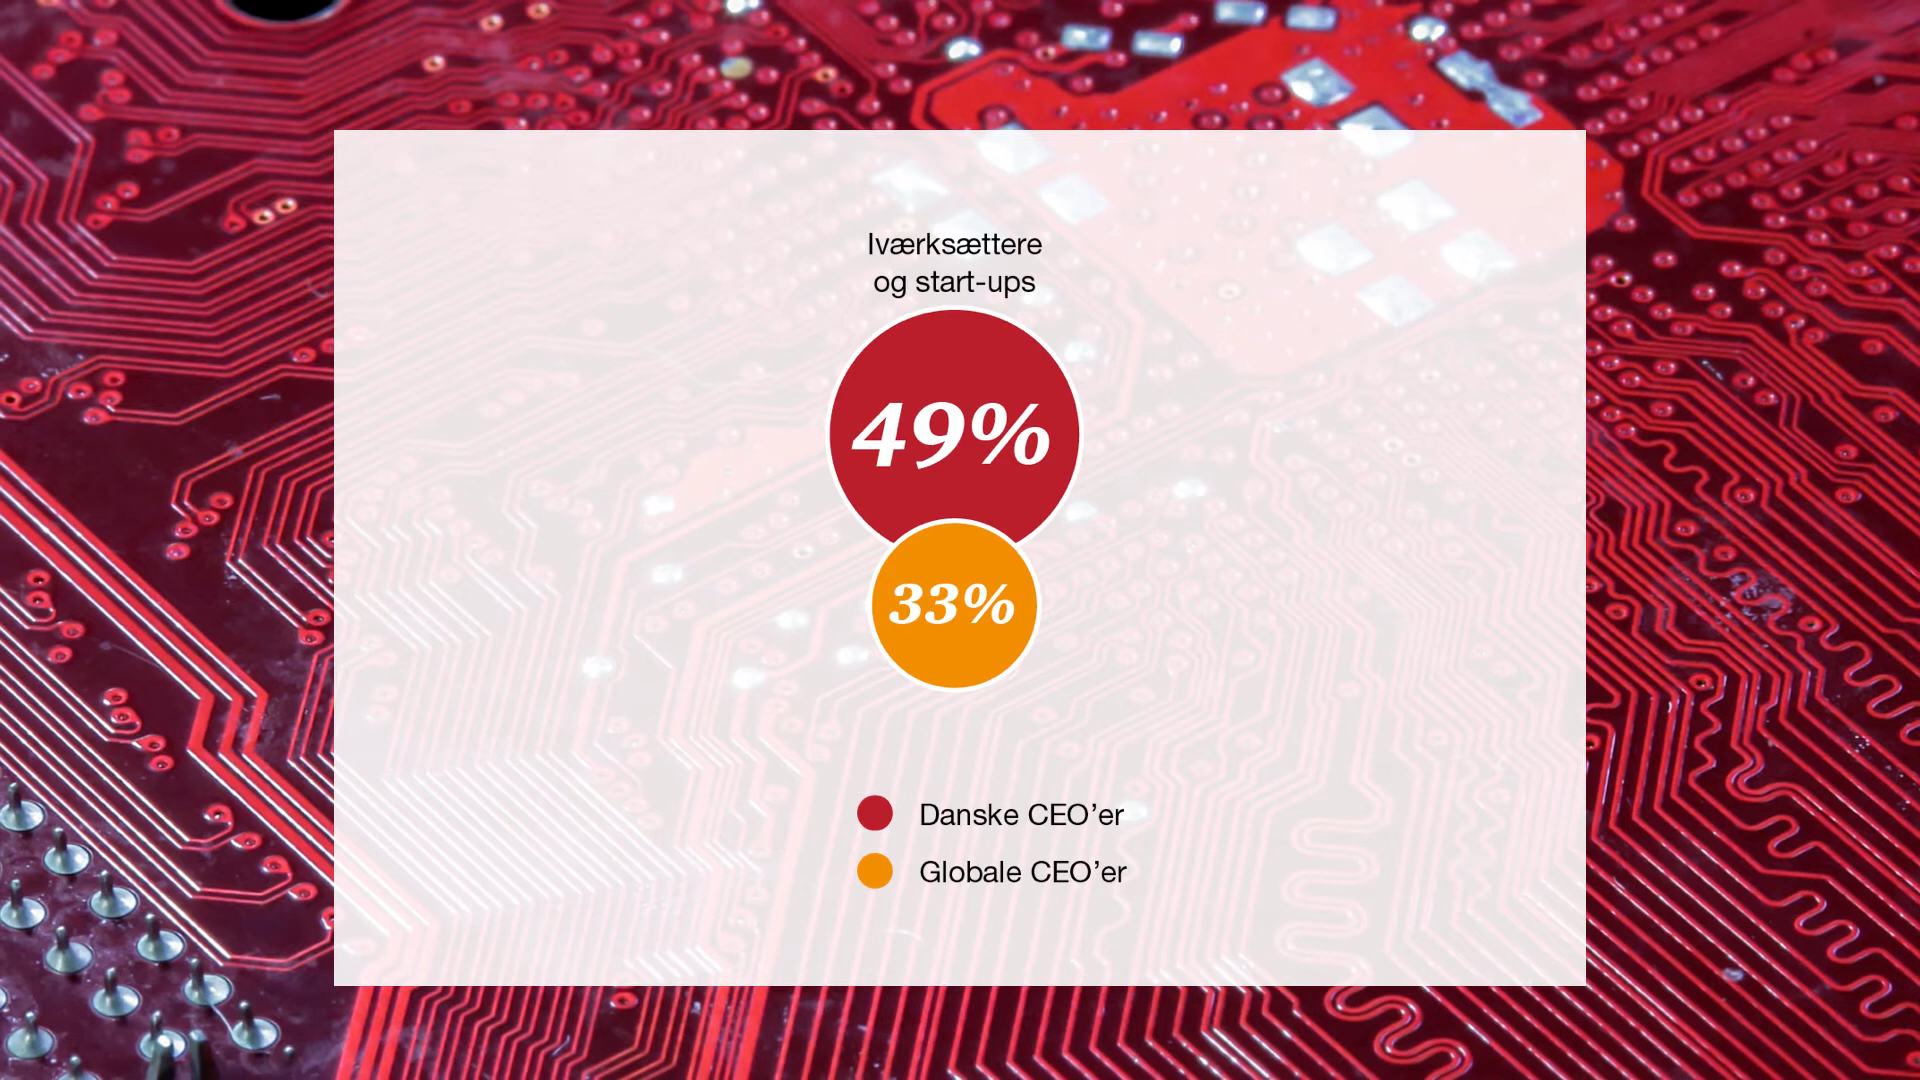 Iværksættere
og start-ups
49%
33%
Danske CEO’er
Globale CEO’er